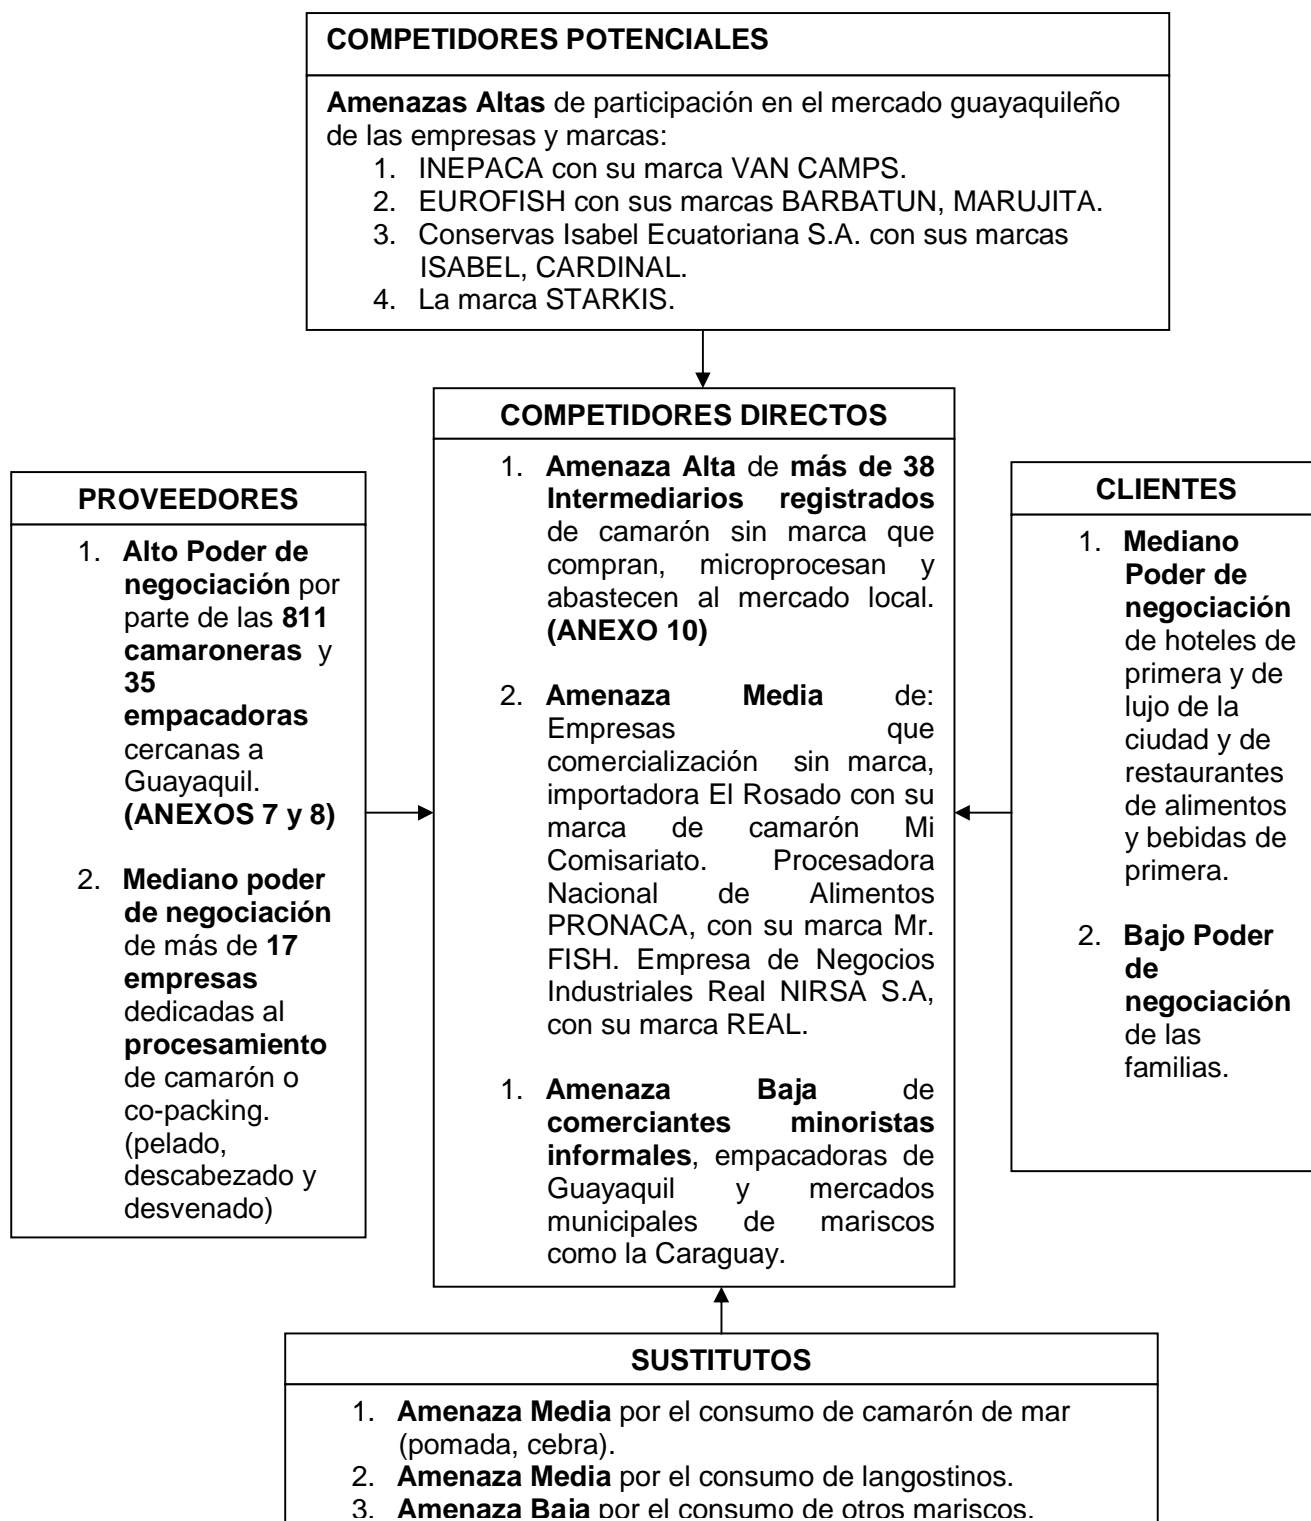 COMPETIDORES POTENCIALES
Amenazas Altas de participación en el mercado guayaquileño
de las empresas y marcas:
1. INEPACA con su marca VAN CAMPS.
2. EUROFISH con sus marcas BARBATUN, MARUJITA.
3. Conservas Isabel Ecuatoriana S.A. con sus marcas
ISABEL, CARDINAL.
4. La marca STARKIS.
PROVEEDORES
1. Alto Poder de
negociación por
parte de las 811
camaroneras y
35
empacadoras
cercanas a
Guayaquil.
(ANEXOS 7 y 8)
2. Mediano poder
de negociación
de más de 17
empresas
dedicadas al
procesamiento
de camarón o
co-packing.
(pelado,
descabezado y
desvenado)
COMPETIDORES DIRECTOS
1. Amenaza Alta de más de 38
Intermediarios registrados
de camarón sin marca que
compran, microprocesan y
abastecen al mercado local.
(ANEXO 10)
2. Amenaza Media de:
Empresas que
comercialización sin marca,
importadora El Rosado con su
marca de camarón Mi
Comisariato. Procesadora
Nacional de Alimentos
PRONACA, con su marca Mr.
FISH. Empresa de Negocios
Industriales Real NIRSA S.A,
con su marca REAL.
1. Amenaza Baja de
comerciantes minoristas
informales, empacadoras de
Guayaquil y mercados
municipales de mariscos
como la Caraguay.
CLIENTES
1. Mediano
Poder de
negociación
de hoteles de
primera y de
lujo de la
ciudad y de
restaurantes
de alimentos
y bebidas de
primera.
2. Bajo Poder
de
negociación
de las
familias.
SUSTITUTOS
1. Amenaza Media por el consumo de camarón de mar
(pomada, cebra).
2. Amenaza Media por el consumo de langostinos.
3. Amenaza Baja por el consumo de otros mariscos.